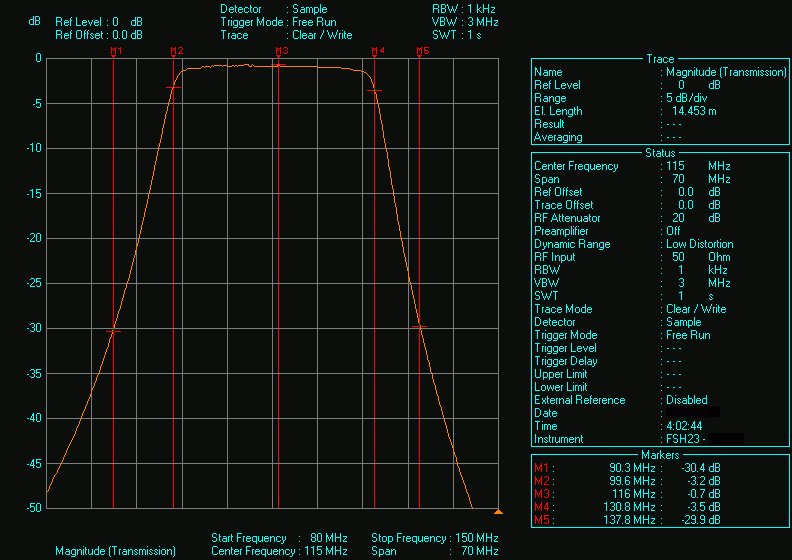 Detector : Sample RBW : 1 kHz
dB Ref Level : 0 dB Trigger Mode : Free Run VBW : 3 MHz
Ref Offset : 0.0 dB Trace : Clear / Write SWT : 1 s
M1 M2 M3 M4 M5
0
-5
-10
-15
-20
-25
-30
-35
-40
-45
-50
Start Frequency : 80 MHz Stop Frequency : 150 MHz
Magnitude (Transmission) Center Frequency : 115 MHz Span : 70 MHz
Trace
Name : Magnitude (Transmission)
Ref Level : 0 dB
Range : 5 dB/div
El. Length : 14.453 m
Result : - - -
Averaging : - - -
Status
Center Frequency : 115 MHz
Span : 70 MHz
Ref Offset : 0.0 dB
Trace Offset : 0.0 dB
RF Attenuator : 20 dB
Preamplifier : Off
Dynamic Range : Low Distortion
RF Input : 50 Ohm
RBW : 1 kHz
VBW : 3 MHz
SWT : 1 s
Trace Mode : Clear / Write
Detector : Sample
Trigger Mode : Free Run
Trigger Level : - - -
Trigger Delay : - - -
Upper Limit : - - -
Lower Limit : - - -
External Reference : Disabled
Date :
Time : 4:02:44
Instrument : FSH23 -
Markers
M1 : 90.3 MHz : -30.4 dB
M2 : 99.6 MHz : -3.2 dB
M3 : 116 MHz : -0.7 dB
M4 : 130.8 MHz : -3.5 dB
M5 : 137.8 MHz : -29.9 dB